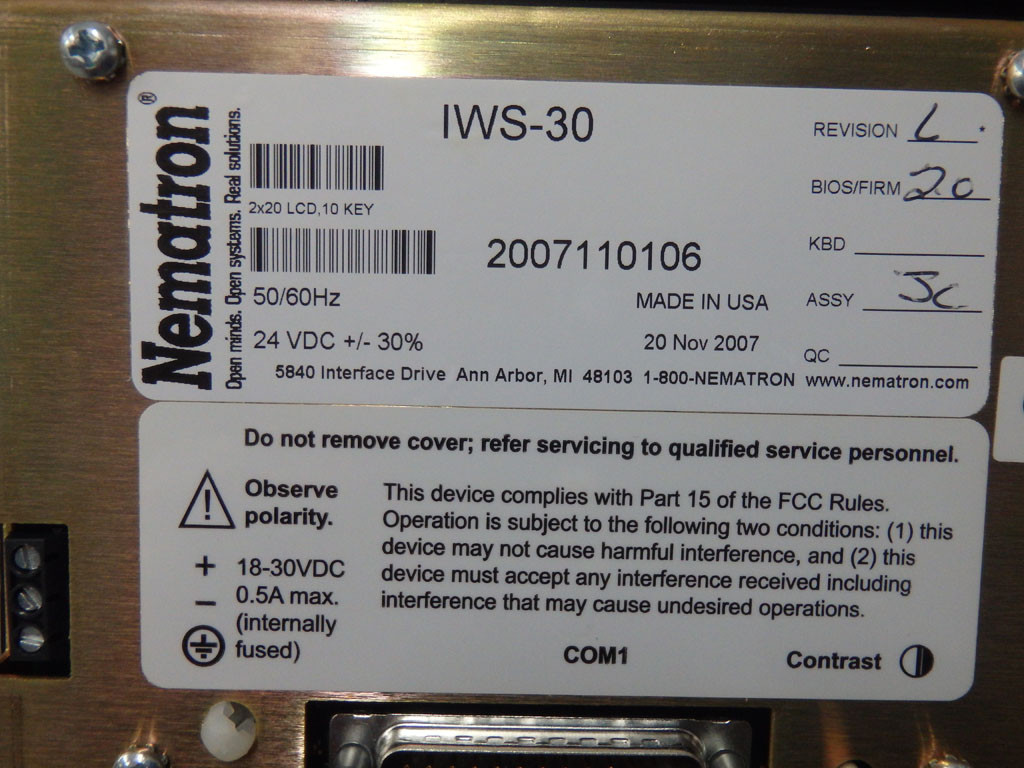 Nematron®
Open minds. Open systems. Real solutions.
IWS-30
2x20 LCD,10 KEY
2007110106
50/60Hz
MADE IN USA
24 VDC +/- 30%
20 Nov 2007
5840 Interface Drive Ann Arbor, MI 48103 1-800-NEMATRON www.nematron.com
REVISION L
BIOS/FIRM 20
KBD
ASSY JC
QC
Do not remove cover; refer servicing to qualified service personnel.
Observe
polarity.
+ 18-30VDC
– 0.5A max.
(internally
fused)
This device complies with Part 15 of the FCC Rules.
Operation is subject to the following two conditions: (1) this
device may not cause harmful interference, and (2) this
device must accept any interference received including
interference that may cause undesired operations.
COM1
Contrast